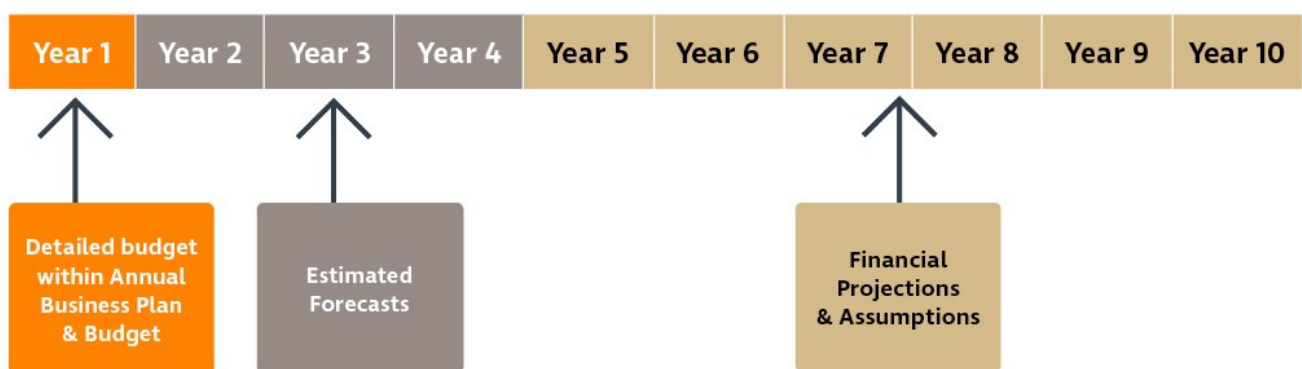 Year 1 Year 2 Year 3 Year 4 Year 5 Year 6 Year 7 Year 8 Year 9 Year 10
Detailed budget
within Annual
Business Plan
& Budget
Estimated
Forecasts
Financial
Projections
& Assumptions